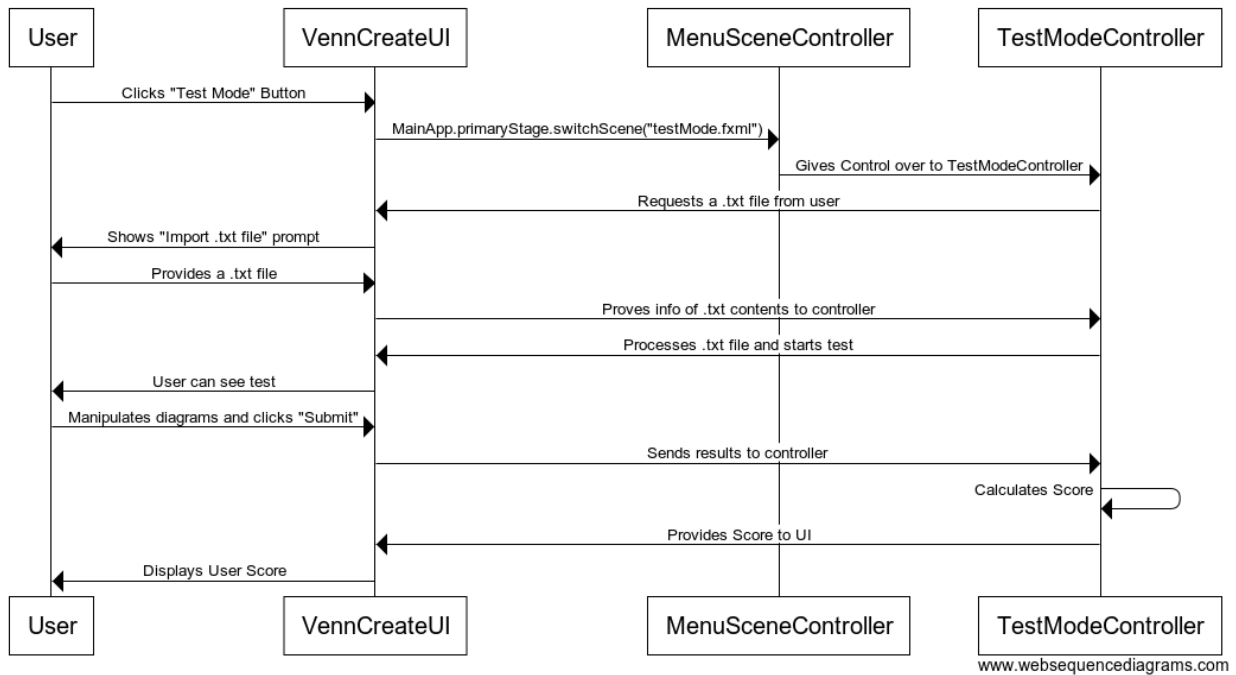 User
VennCreateUI
MenuSceneController
TestModeController
Clicks "Test Mode" Button
MainApp.primaryStage.switchScene("testMode.fxml")
Gives Control over to TestModeController
Requests a .txt file from user
Shows "Import .txt file" prompt
Provides a .txt file
Proves info of .txt contents to controller
Processes .txt file and starts test
User can see test
Manipulates diagrams and clicks "Submit"
Sends results to controller
Calculates Score
Provides Score to UI
Displays User Score
User
VennCreateUI
MenuSceneController
TestModeController
www.websequencediagrams.com